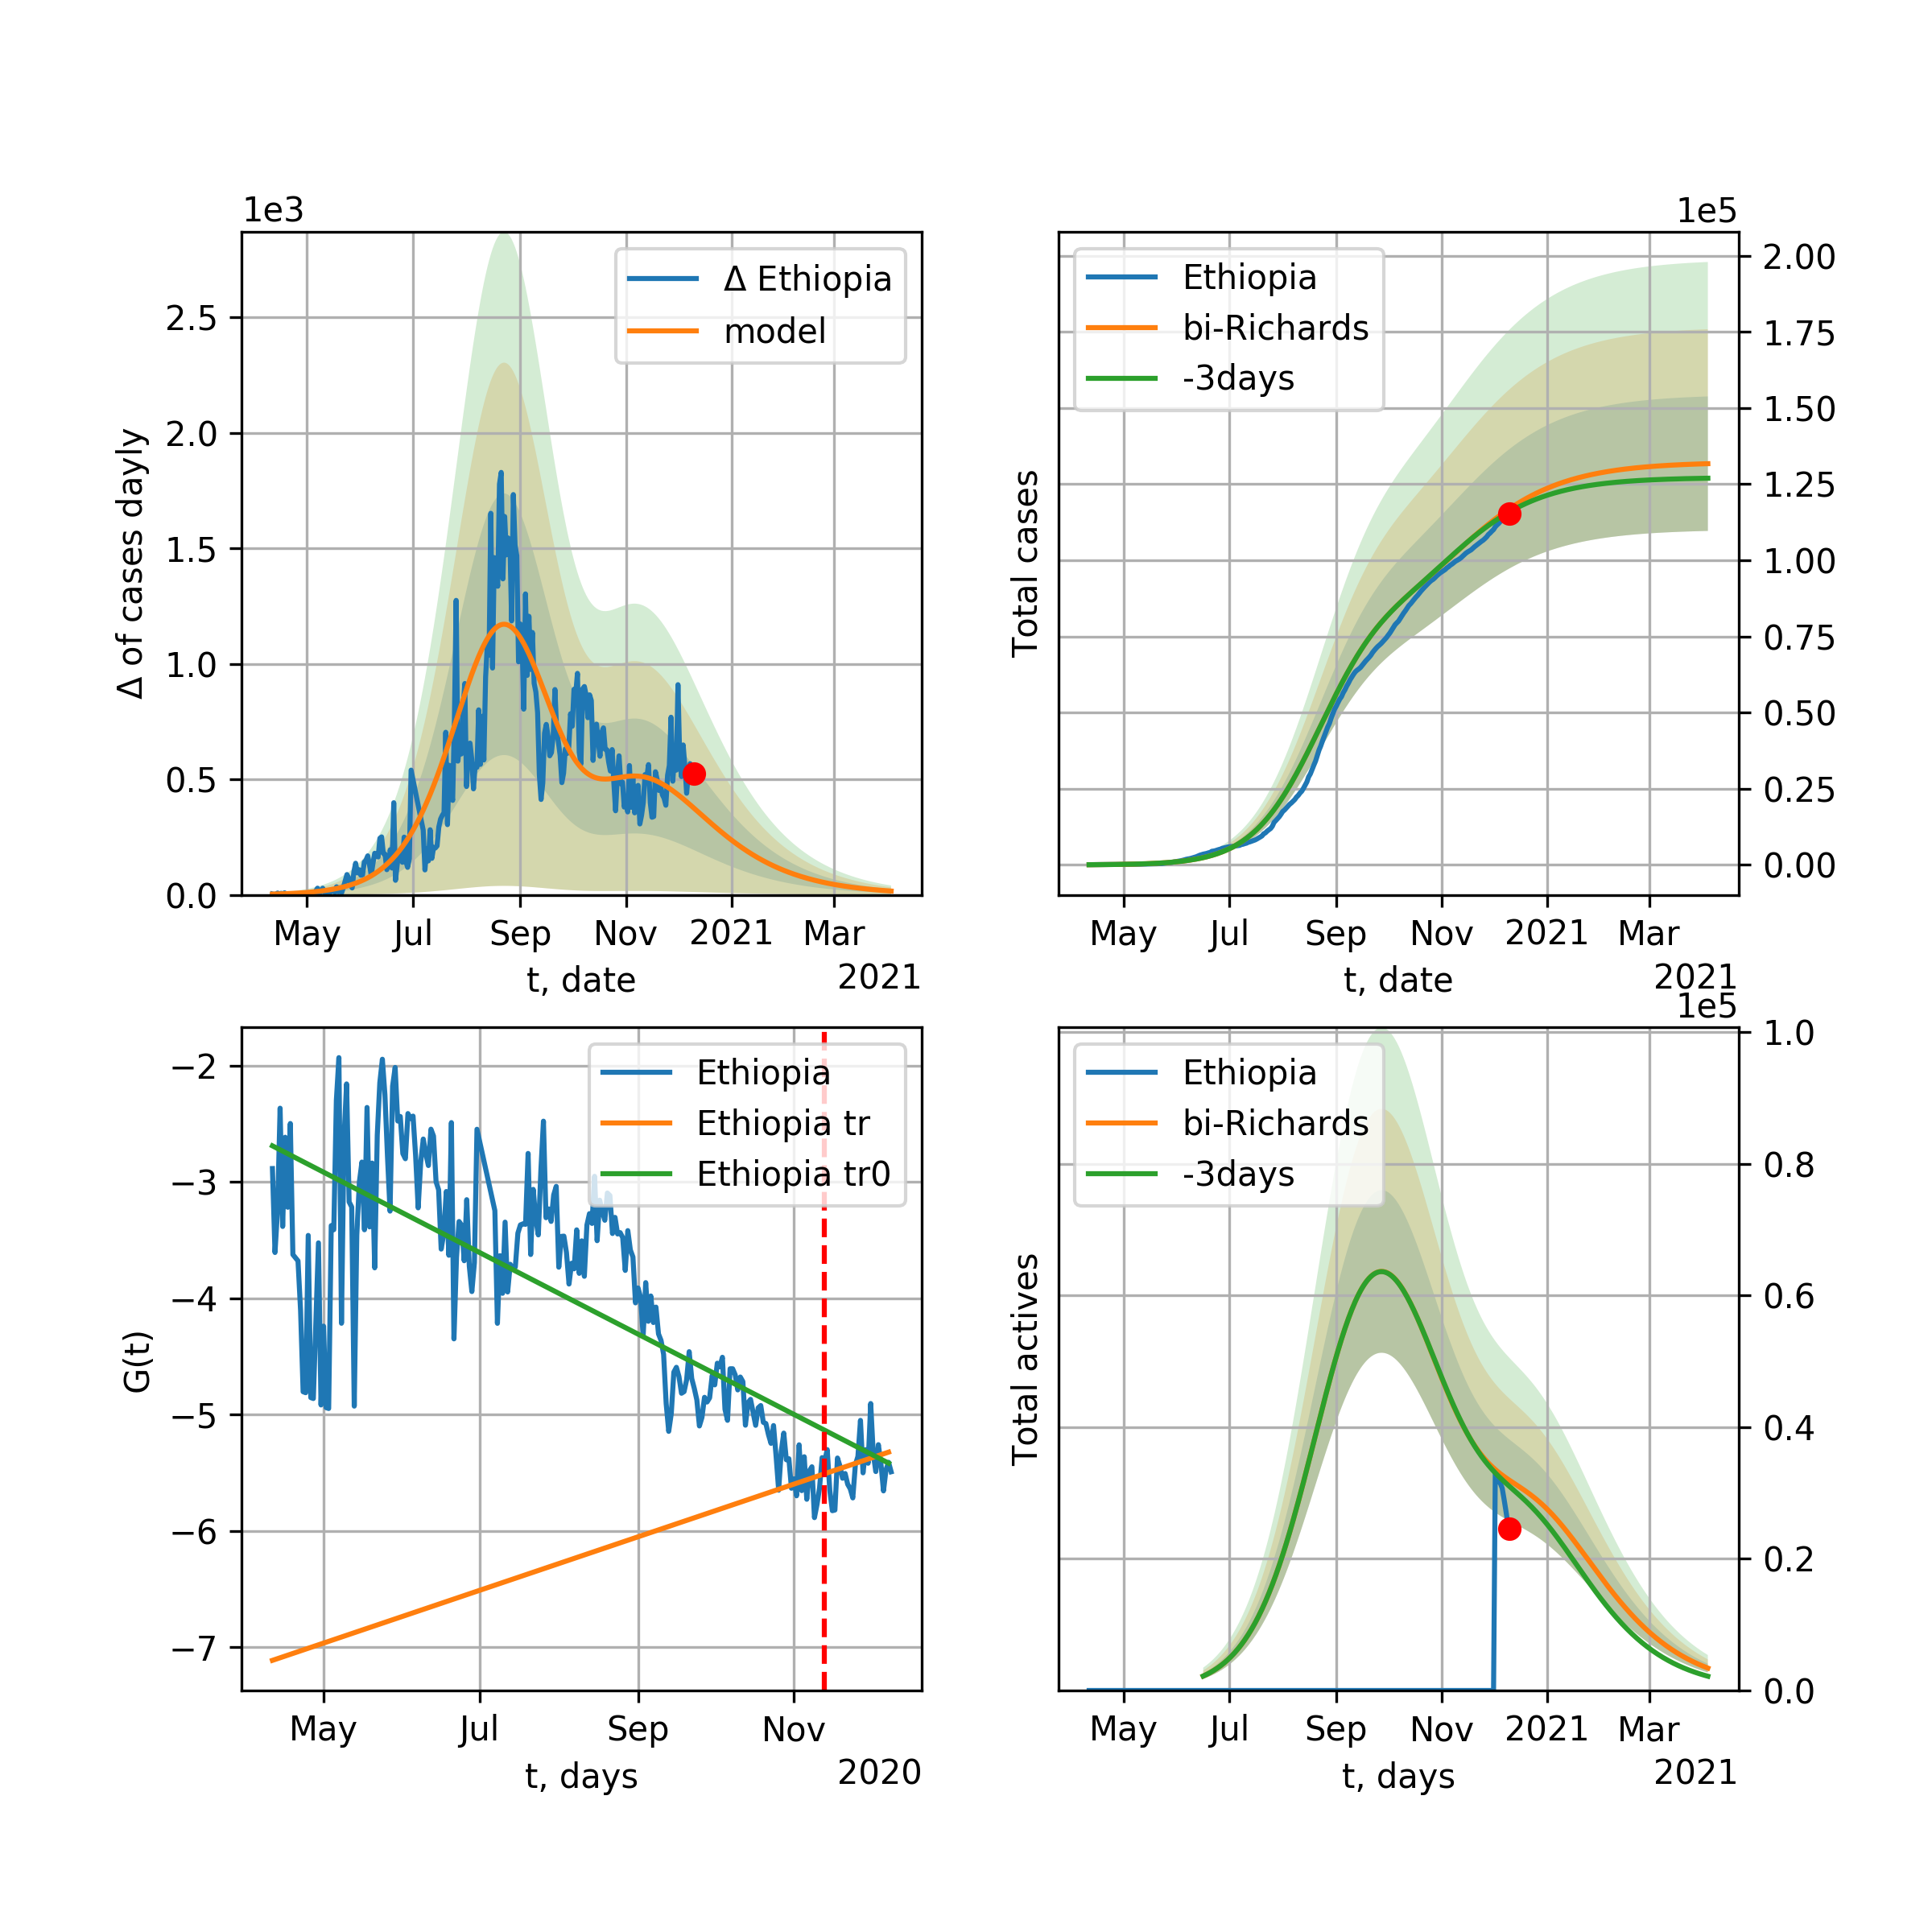 1e3
Δ of cases dayly
2.5
2.0
1.5
1.0
0.5
0.0
Δ Ethiopia
model
May Jul Sep Nov 2021 Mar
t, date
2021
1e5
Total cases
Ethiopia
bi-Richards
-3days
2.00
1.75
1.50
1.25
1.00
0.75
0.50
0.25
0.00
May Jul Sep Nov 2021 Mar
t, date
2021
G(t)
−2
−3
−4
−5
−6
−7
Ethiopia
Ethiopia tr
Ethiopia tr0
May Jul Sep Nov
t, days
2020
1e5
Total actives
Ethiopia
bi-Richards
-3days
1.0
0.8
0.6
0.4
0.2
0.0
May Jul Sep Nov 2021 Mar
t, days
2021